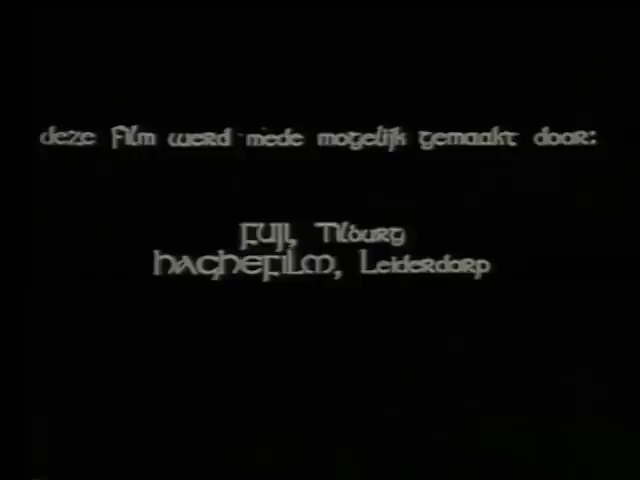 deze film werd mede mogelijk gemaakt door:
FUJI, Tilburg
HAGHEFILM, Leiderdorp